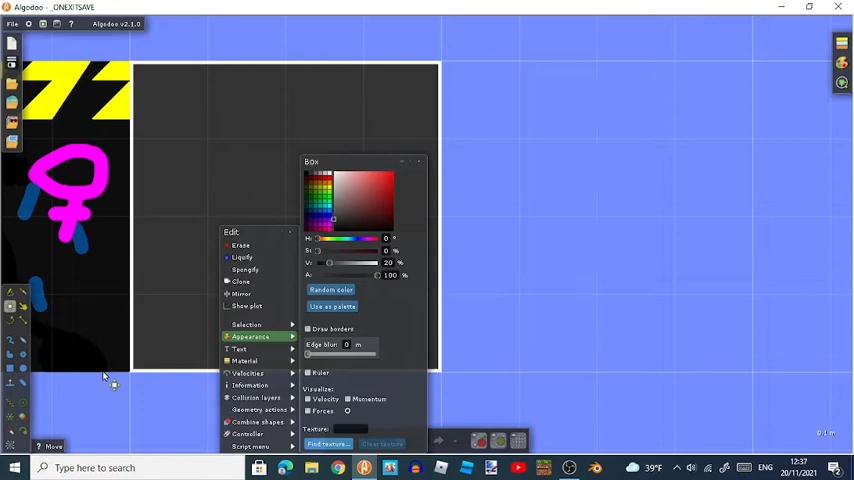 Algodoo - _ONEXITSAVE
File
?
Algodoo v2.1.0
Box
H: 0 °
S: 0 %
V: 20 %
A: 100 %
Random color
Use as palette
Draw borders
Edge blur: 0 m
Ruler
Visualize:
Velocity
Momentum
Forces
Texture:
Find texture...
Clear texture
Edit
Erase
Liquify
Spongify
Clone
Mirror
Show plot
Selection
Appearance
Text
Material
Velocities
Information
Collision layers
Geometry actions
Combine shapes
Controller
Script menu
? Move
0.1 m
Type here to search
39°F
ENG
12:37
20/11/2021
2